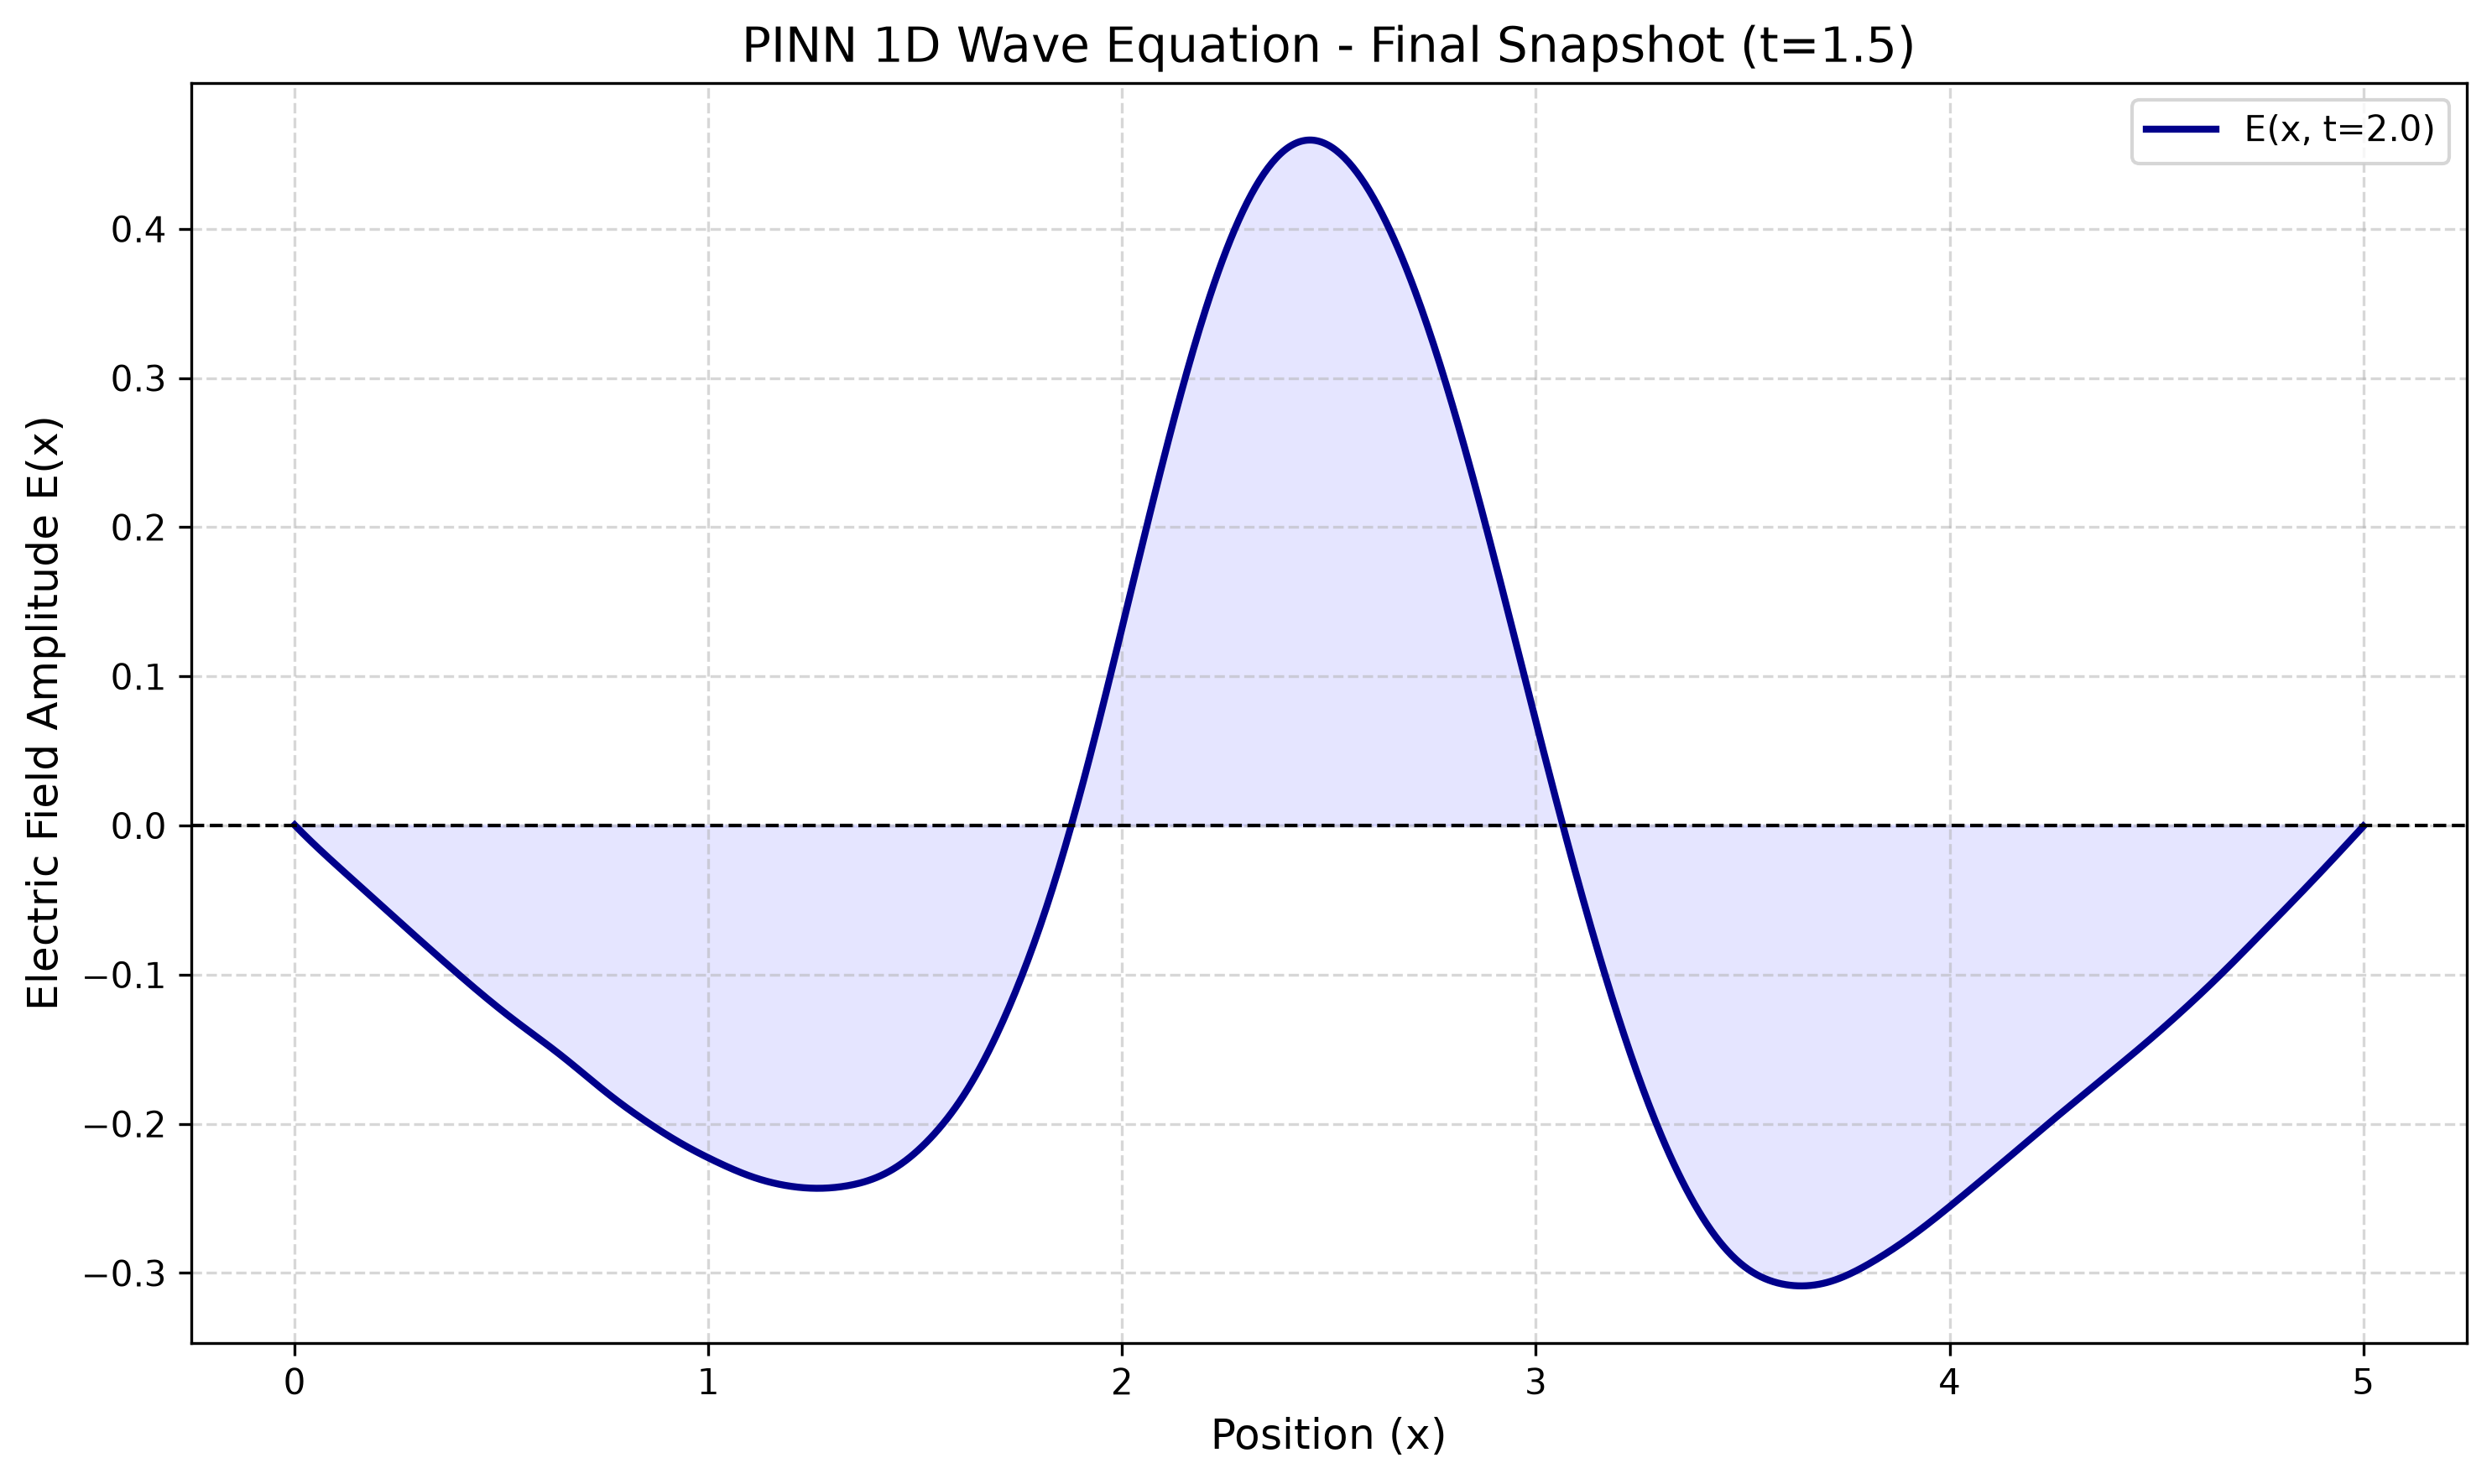 PINN 1D Wave Equation - Final Snapshot (t=1.5)
E(x, t=2.0)
Electric Field Amplitude E(x)
0.4
0.3
0.2
0.1
0.0
−0.1
−0.2
−0.3
0 1 2 3 4 5
Position (x)